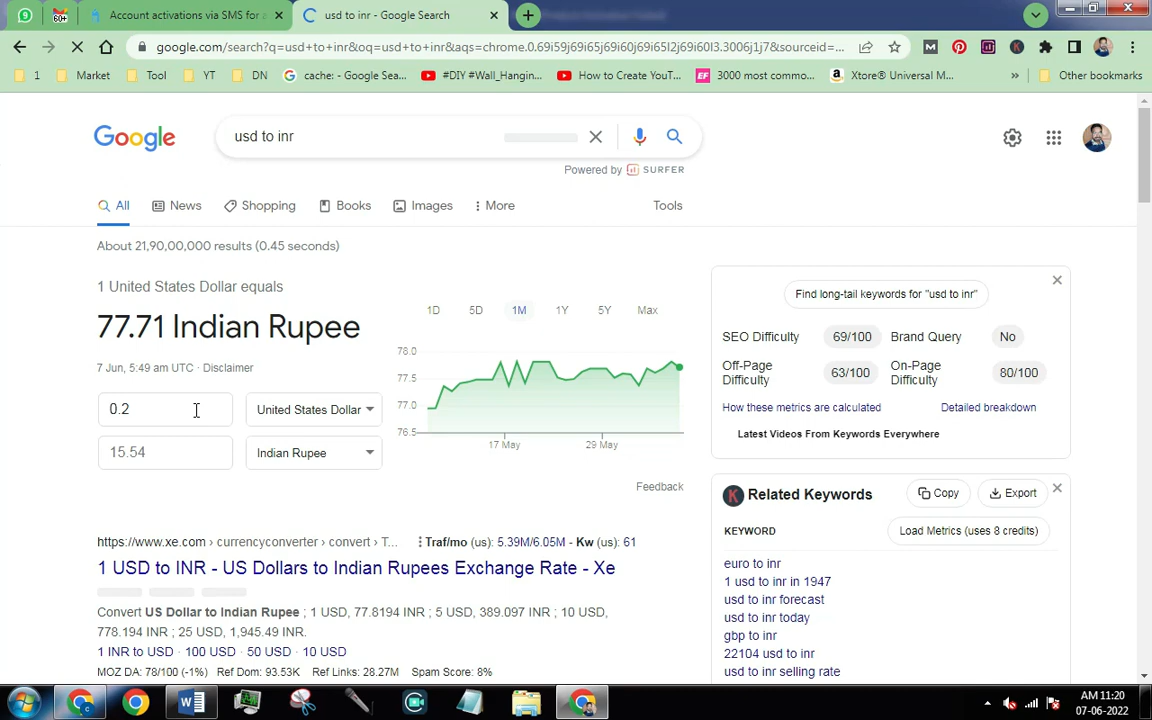 60+
Account activations via SMS for a
usd to inr - Google Search
google.com/search?q=usd+to+inr&oq=usd+to+inr&aqs=chrome.0.69i59j69i65j69i60j69i65l2j69i60l3.3006j1j7&sourceid=...
1
Market
Tool
YT
DN
cache: - Google Sea...
#DIY #Wall_Hangin...
How to Create YouT...
EF
3000 most commo...
Xtore® Universal M...
»
Other bookmarks
Google
usd to inr
Powered by SURFER
All
News
Shopping
Books
Images
More
Tools
About 21,90,00,000 results (0.45 seconds)
1 United States Dollar equals
77.71 Indian Rupee
7 Jun, 5:49 am UTC · Disclaimer
0.2
United States Dollar
15.54
Indian Rupee
1D 5D 1M 1Y 5Y Max
78.0
77.5
77.0
76.5
17 May
29 May
Feedback
https://www.xe.com › currencyconverter › convert › T...
Traf/mo (us): 5.39M/6.05M - Kw (us): 61
1 USD to INR - US Dollars to Indian Rupees Exchange Rate - Xe
Convert US Dollar to Indian Rupee ; 1 USD, 77.8194 INR ; 5 USD, 389.097 INR ; 10 USD,
778.194 INR ; 25 USD, 1,945.49 INR.
1 INR to USD · 100 USD · 50 USD · 10 USD
MOZ DA: 78/100 (-1%) Ref Dom: 93.53K Ref Links: 28.27M Spam Score: 8%
Find long-tail keywords for "usd to inr"
SEO Difficulty 69/100 Brand Query No
Off-Page Difficulty 63/100 On-Page Difficulty 80/100
How these metrics are calculated
Detailed breakdown
Latest Videos From Keywords Everywhere
K Related Keywords
Copy
Export
KEYWORD
Load Metrics (uses 8 credits)
euro to inr
1 usd to inr in 1947
usd to inr forecast
usd to inr today
gbp to inr
22104 usd to inr
usd to inr selling rate
AM 11:20
07-06-2022